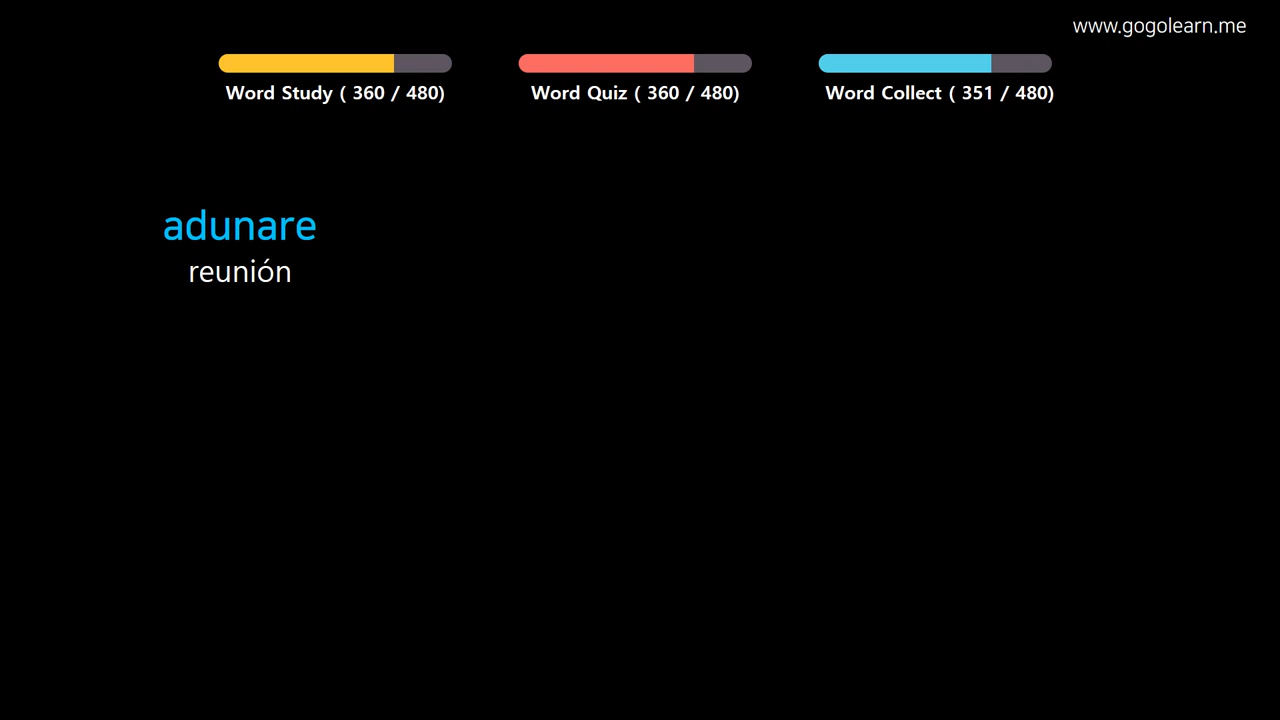 www.gogolearn.me
Word Study ( 360 / 480)
Word Quiz ( 360 / 480)
Word Collect ( 351 / 480)
adunare
reunión